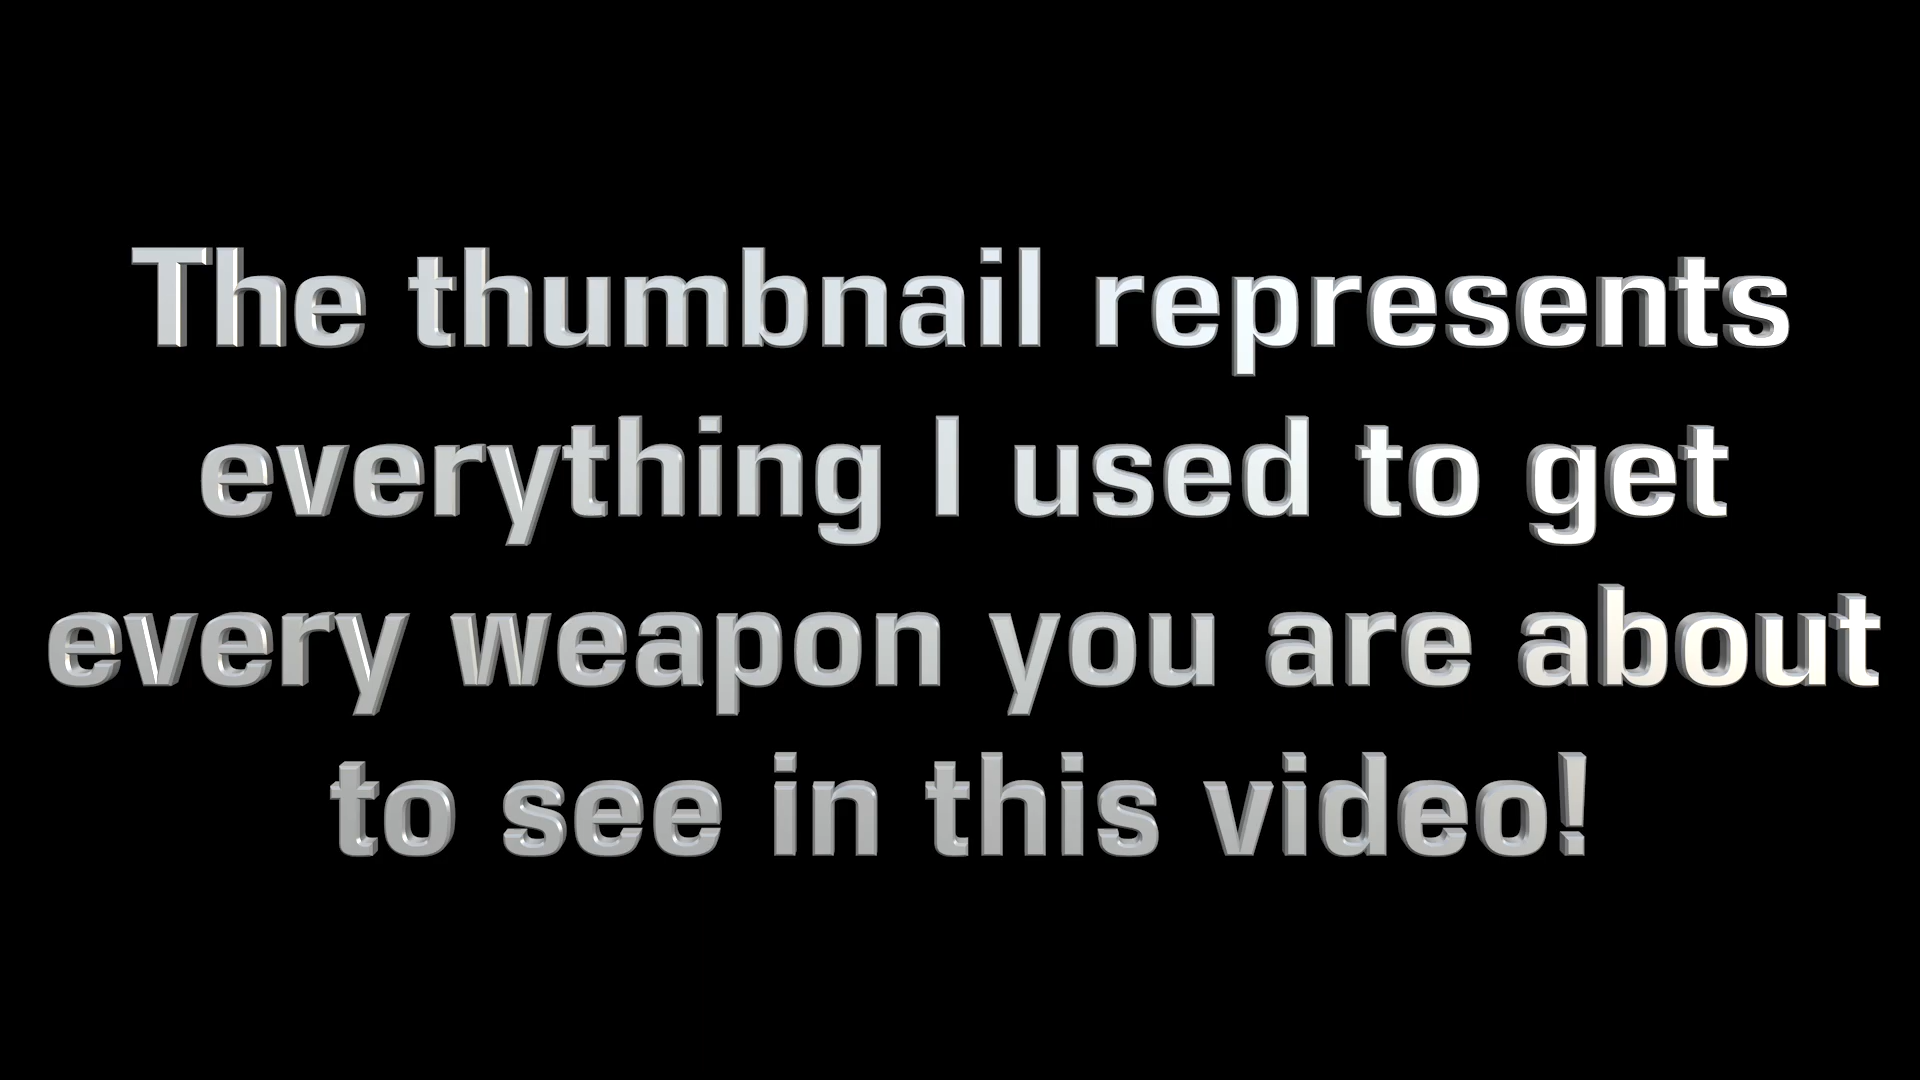 The thumbnail represents
everything I used to get
every weapon you are about
to see in this video!